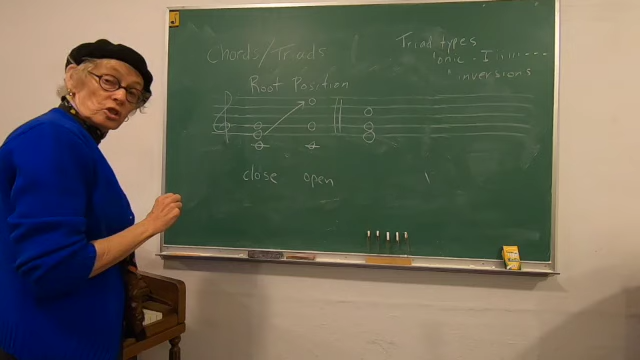 Chords/Triads
Triad types
inversions
Root Position
close open